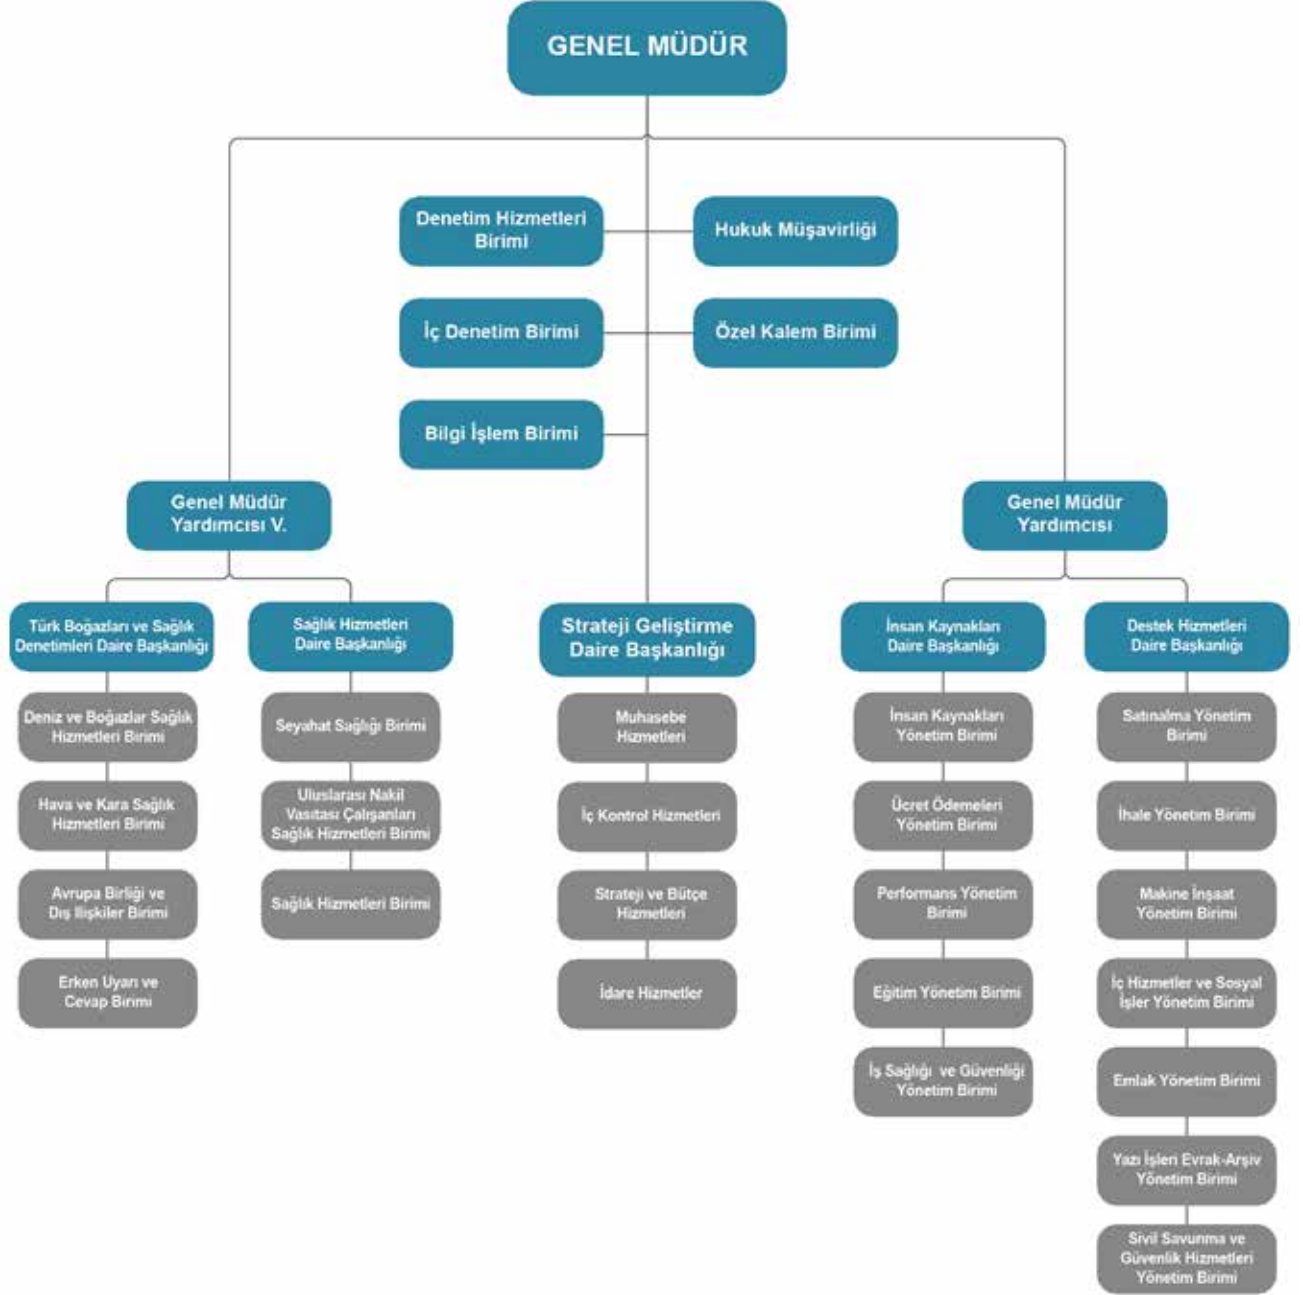 GENEL MÜDÜR
Denetim Hizmetleri
Birimi
Hukuk Müşavirliği
İç Denetim Birimi
Özel Kalem Birimi
Bilgi İşlem Birimi
Genel Müdür
Yardımcısı V.
Genel Müdür
Yardımcısı
Türk Boğazları ve Sağlık
Denetimleri Daire Başkanlığı
Deniz ve Boğazlar Sağlık
Hizmetleri Birimi
Hava ve Kara Sağlık
Hizmetleri Birimi
Avrupa Birliği ve
Dış Ilişkiler Birimi
Erken Uyarı ve
Cevap Birimi
Sağlık Hizmetleri
Daire Başkanlığı
Seyahat Sağlığı Birimi
Uluslarası Nakil
Vasıtası Çalışanları
Sağlık Hizmetleri Birimi
Sağlık Hizmetleri Birimi
Strateji Geliştirme
Daire Başkanlığı
Muhasebe
Hizmetleri
İç Kontrol Hizmetleri
Strateji ve Bütçe
Hizmetleri
İdare Hizmetler
İnsan Kaynakları
Daire Başkanlığı
İnsan Kaynakları
Yönetim Birimi
Ücret Ödemeleri
Yönetim Birimi
Performans Yönetim
Birimi
Eğitim Yönetim Birimi
İş Sağlığı ve Güvenliği
Yönetim Birimi
Destek Hizmetleri
Daire Başkanlığı
Satınalma Yönetim
Birimi
İhale Yönetim Birimi
Makine İnşaat
Yönetim Birimi
İç Hizmetler ve Sosyal
İşler Yönetim Birimi
Emlak Yönetim Birimi
Yazı İşleri Evrak-Arşiv
Yönetim Birimi
Sivil Savunma ve
Güvenlik Hizmetleri
Yönetim Birimi